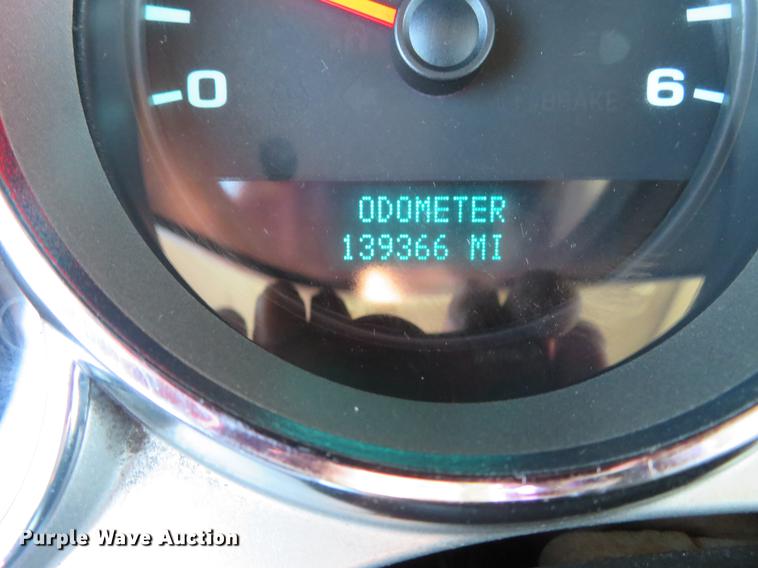 0
6
BRAKE
ODOMETER
139366 MI
Purple Wave Auction